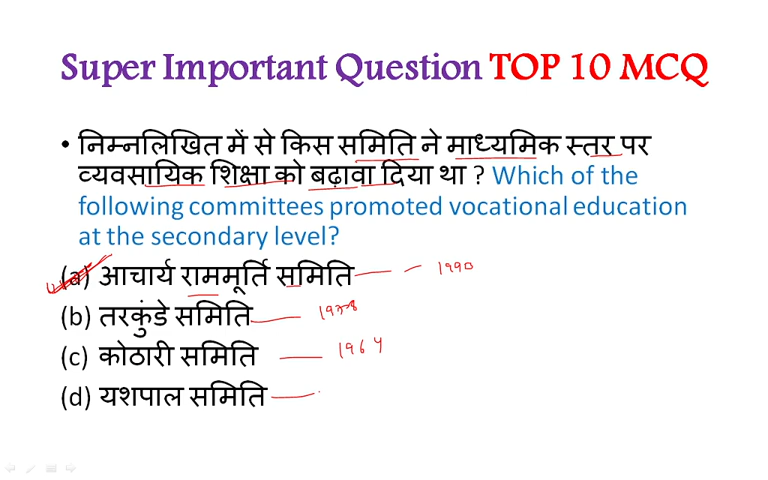 Super Important Question TOP 10 MCQ
• निम्नलिखित में से किस समिति ने माध्यमिक स्तर पर
व्यवसायिक शिक्षा को बढ़ावा दिया था ? Which of the
following committees promoted vocational education
at the secondary level?
(a) आचार्य राममूर्ति समिति 1990
(b) तरकुंडे समिति
(c) कोठारी समिति 1964
(d) यशपाल समिति